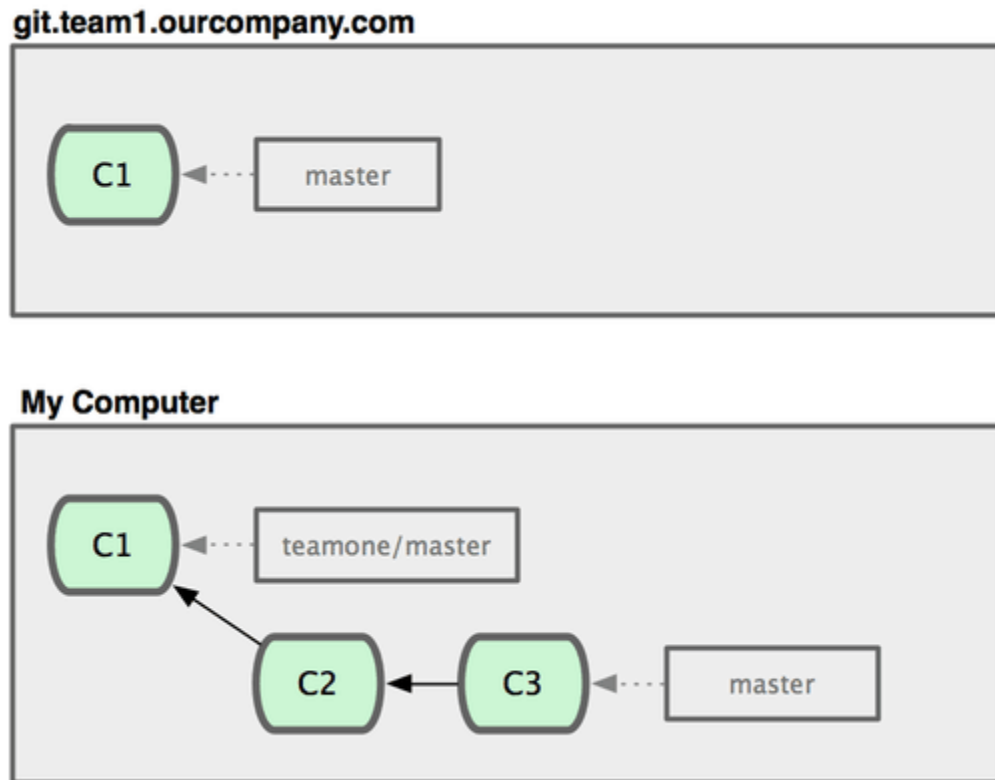 git.team1.ourcompany.com
C1
master
My Computer
C1
teamone/master
C2
C3
master